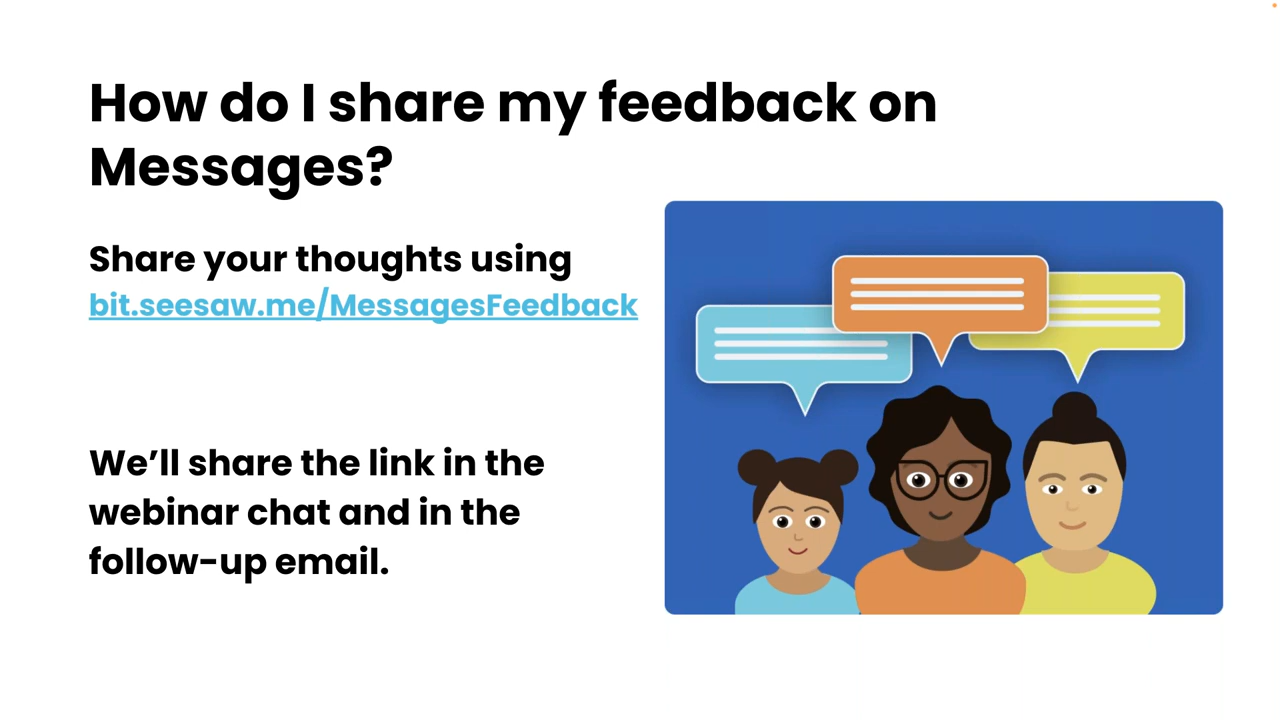 How do I share my feedback on
Messages?
Share your thoughts using
bit.seesaw.me/MessagesFeedback
We’ll share the link in the
webinar chat and in the
follow-up email.